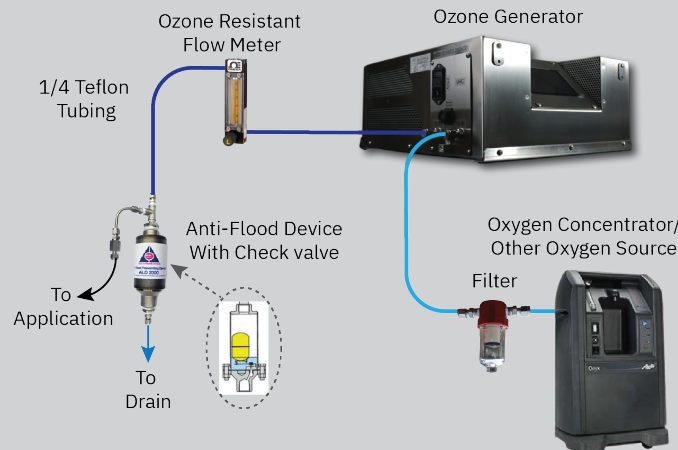 Ozone Resistant
Flow Meter
Ozone Generator
1/4 Teflon
Tubing
Anti-Flood Device
With Check valve
Oxygen Concentrator/
Other Oxygen Source
Filter
To
Application
To
Drain
ALD 2000
Onyx